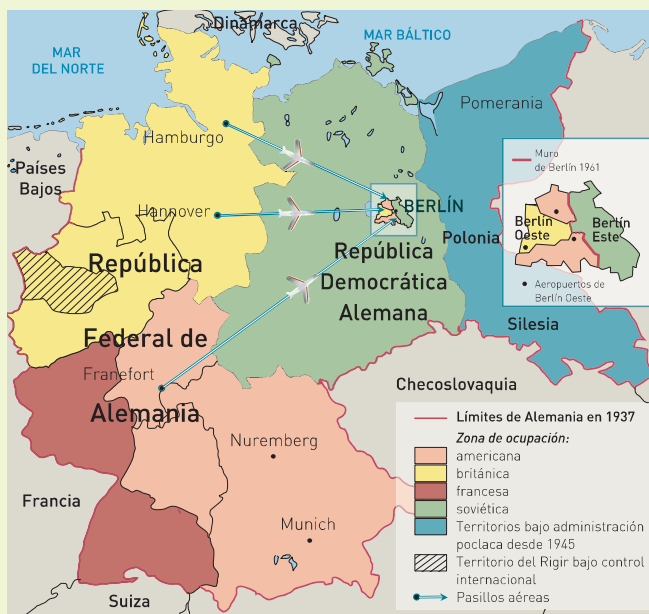 Dinamarca
MAR
DEL NORTE
MAR BÁLTICO
Pomerania
Hamburgo
Países
Bajos
Muro
de Berlín 1961
Hannover
BERLÍN
Berlín
Oeste
Berlín
Este
Polonia
República
República
Democrática
Alemana
Aeropuertos de
Berlín Oeste
Silesia
Federal de
Franefort
Alemania
Checoslovaquia
Nuremberg
Francia
Munich
Suiza
Límites de Alemania en 1937
Zona de ocupación:
americana
británica
francesa
soviética
Territorios bajo administración
poclaca desde 1945
Territorio del Rigir bajo control
internacional
Pasillos aéreas